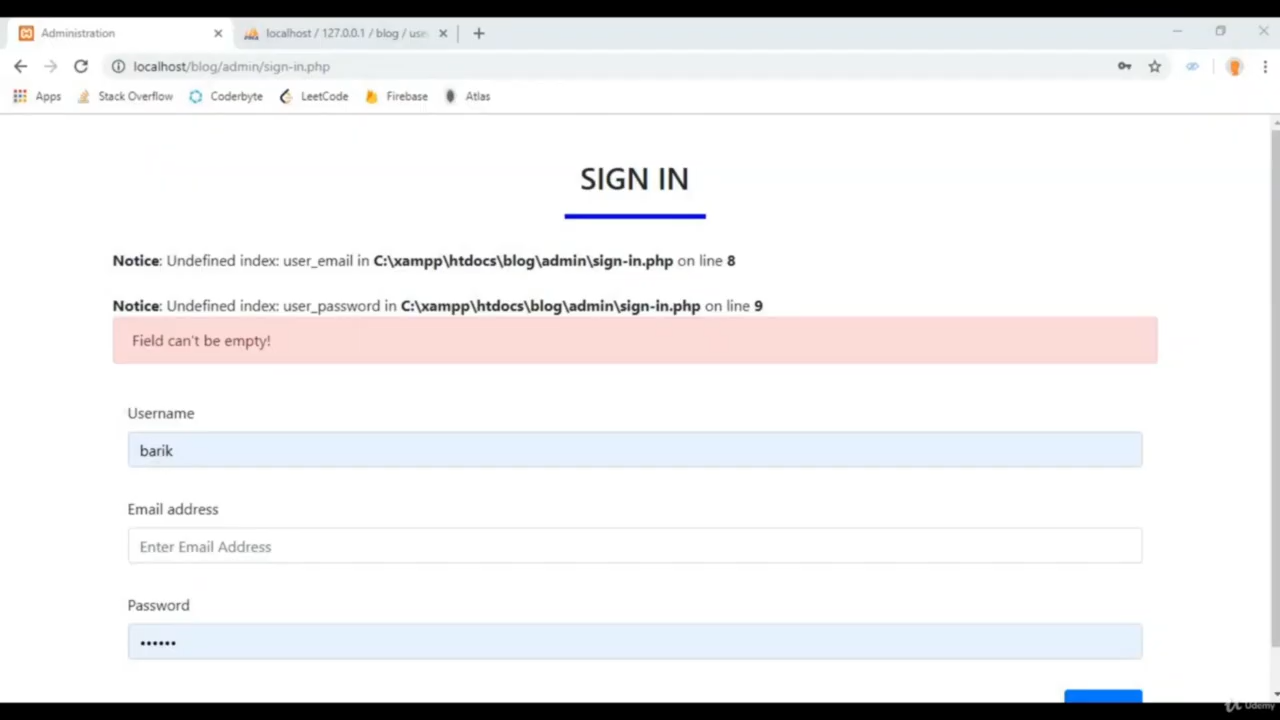 Administration
localhost / 127.0.0.1 / blog / use
localhost/blog/admin/sign-in.php
Apps Stack Overflow Coderbyte LeetCode Firebase Atlas
SIGN IN
Notice: Undefined index: user_email in C:\xampp\htdocs\blog\admin\sign-in.php on line 8
Notice: Undefined index: user_password in C:\xampp\htdocs\blog\admin\sign-in.php on line 9
Field can't be empty!
Username
barik
Email address
Enter Email Address
Password
••••••
Udemy